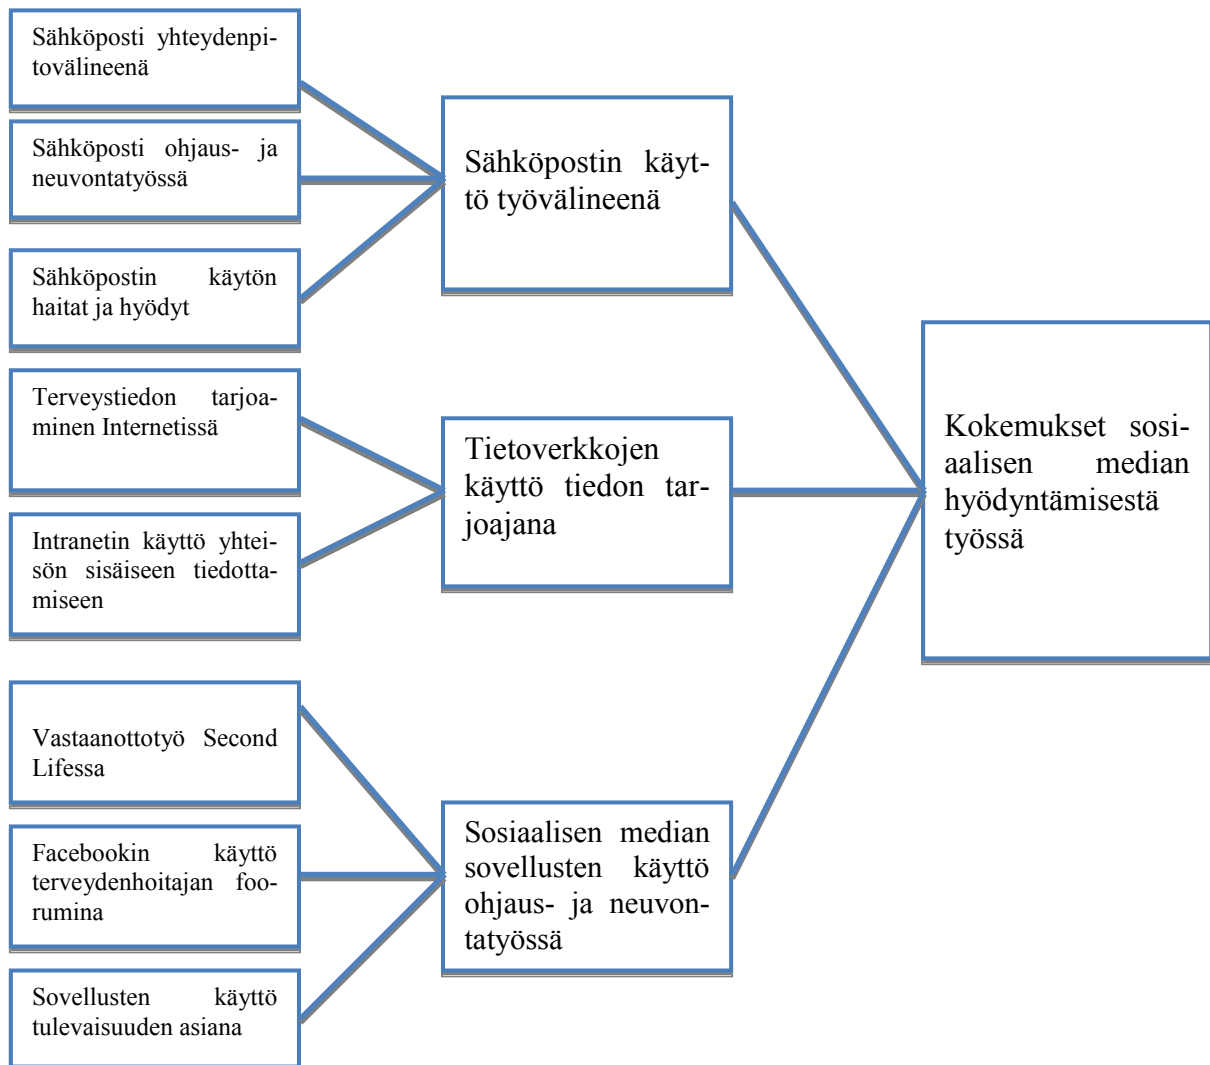 Sähköposti yhteydenpi-
tovälineenä
Sähköposti ohjaus- ja
neuvontatyössä
Sähköpostin käytön
haitat ja hyödyt
Sähköpostin käyt-
tö työvälineenä
Terveystiedon tarjoa-
minen Internetissä
Intranetin käyttö yhtei-
sön sisäiseen tiedotta-
miseen
Tietoverkkojen
käyttö tiedon tar-
joajana
Vastaanottotyö Second
Lifessa
Facebookin käyttö
terveydenhoitajan foo-
rumina
Sovellusten käyttö
tulevaisuuden asiana
Sosiaalisen median
sovellusten käyttö
ohjaus- ja neuvon-
tatyössä
Kokemukset sosi-
aalisen median
hyödyntämisestä
työssä